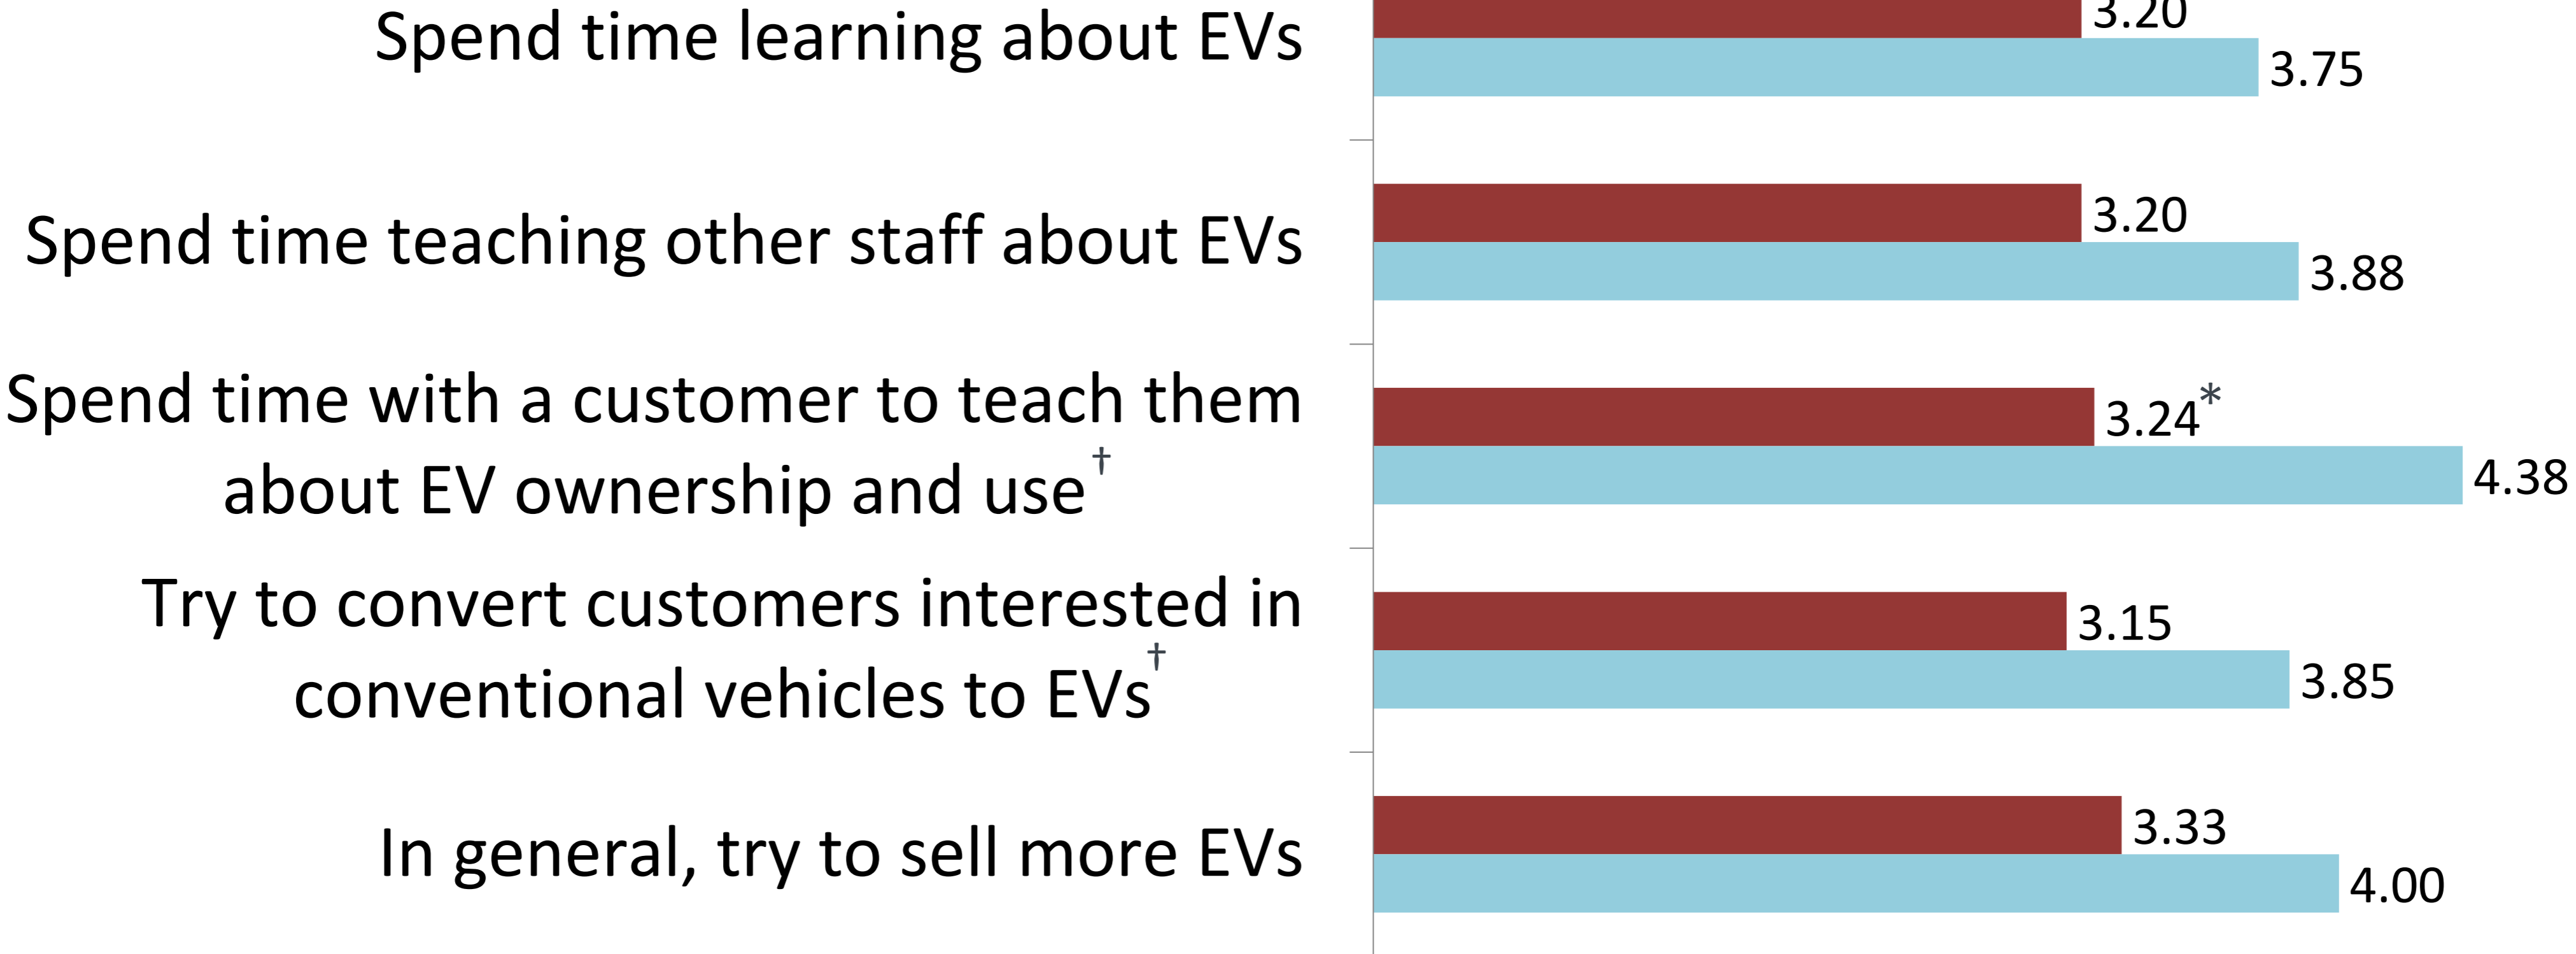 Spend time learning about EVs
3.20
3.75
Spend time teaching other staff about EVs
3.20
3.88
Spend time with a customer to teach them
about EV ownership and use†
3.24*
4.38
Try to convert customers interested in
conventional vehicles to EVs†
3.15
3.85
In general, try to sell more EVs
3.33
4.00